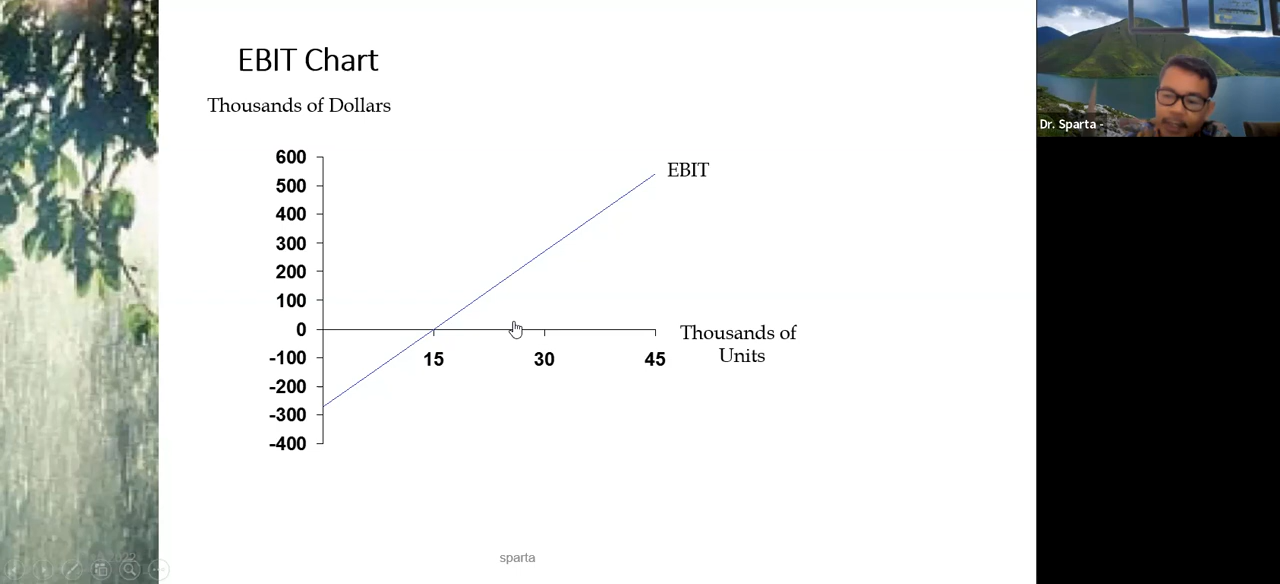 EBIT Chart
Thousands of Dollars
600
500
400
300
200
100
0
-100
-200
-300
-400
15
30
45
EBIT
Thousands of
Units
sparta
2022
Dr. Sparta -